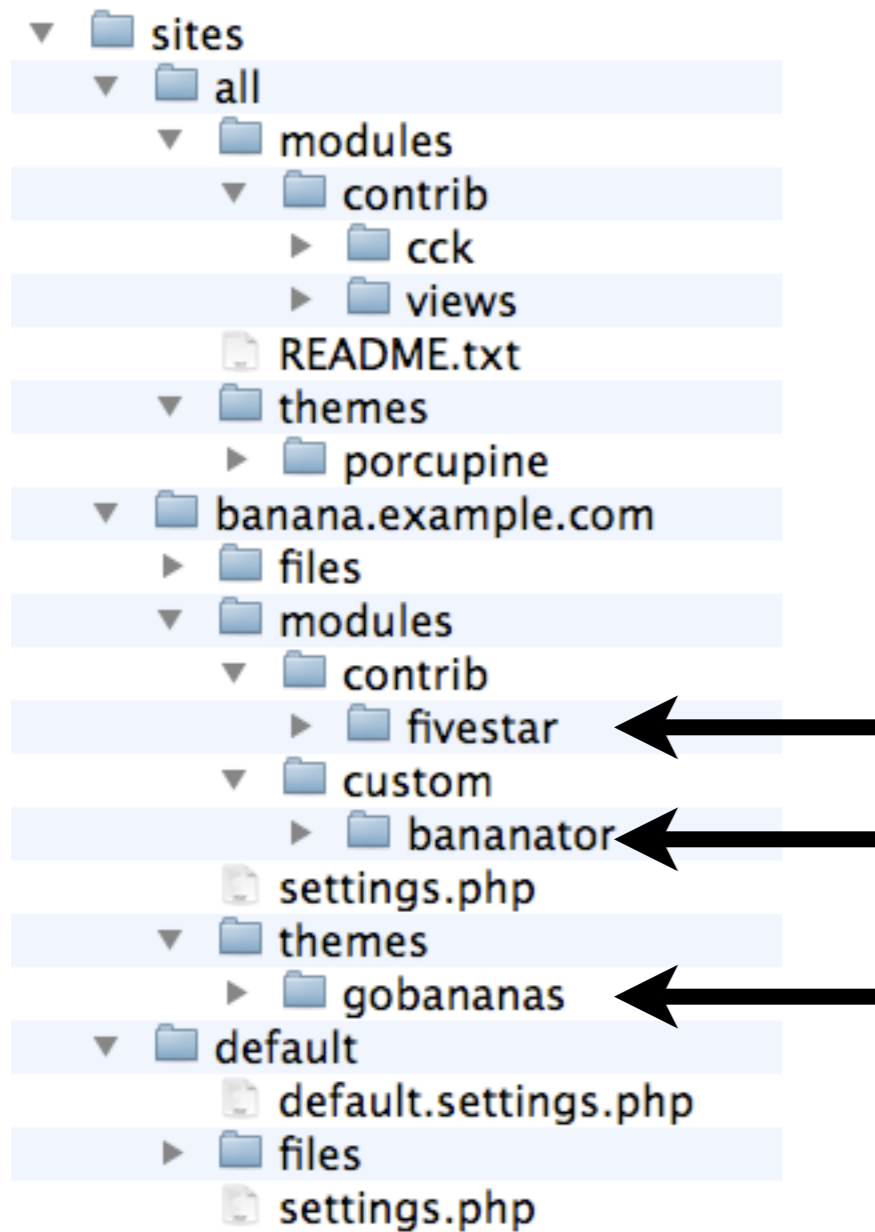 sites
all
modules
contrib
cck
views
README.txt
themes
porcupine
banana.example.com
files
modules
contrib
fivestar
custom
bananator
settings.php
themes
gobananas
default
default.settings.php
files
settings.php